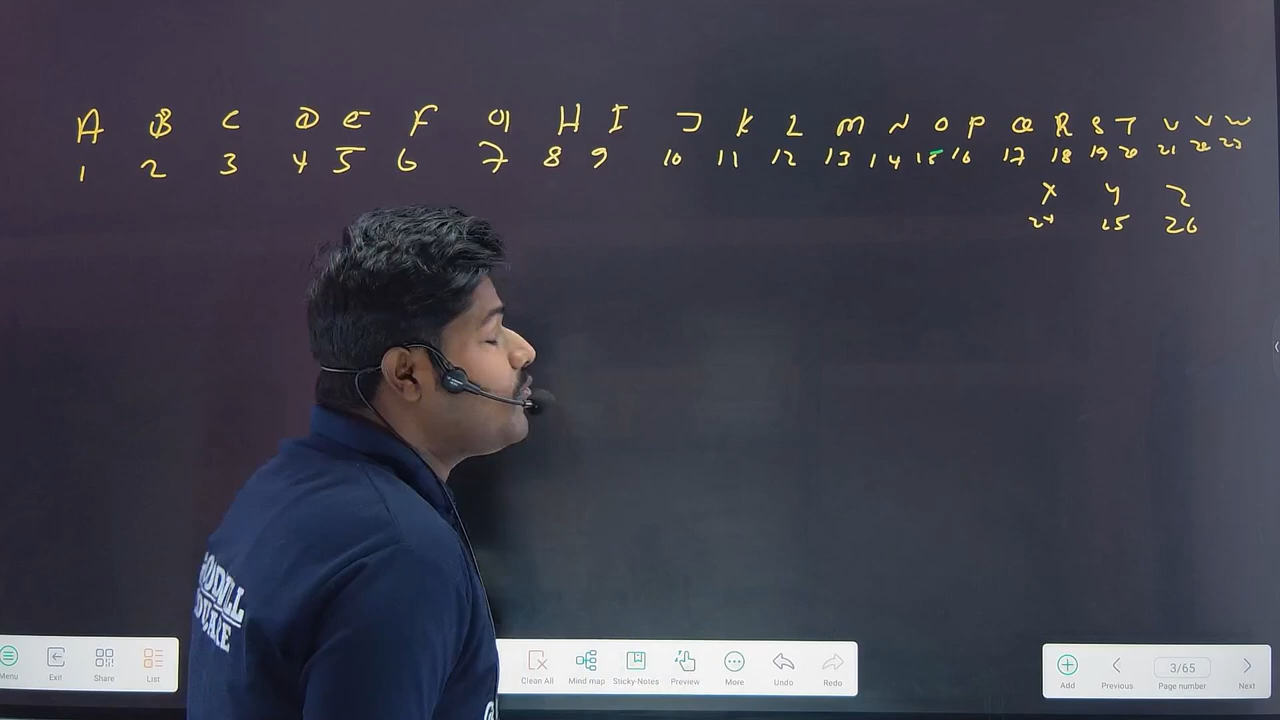 A B C D E F G H I J K L M N O P Q R S T U V W
1 2 3 4 5 6 7 8 9 10 11 12 13 14 15 16 17 18 19 20 21 22 23
X Y Z
24 25 26
Menu Exit Share List Clean All Mind map Sticky-Notes Preview More Undo Redo Add Previous 3/65 Page number Next